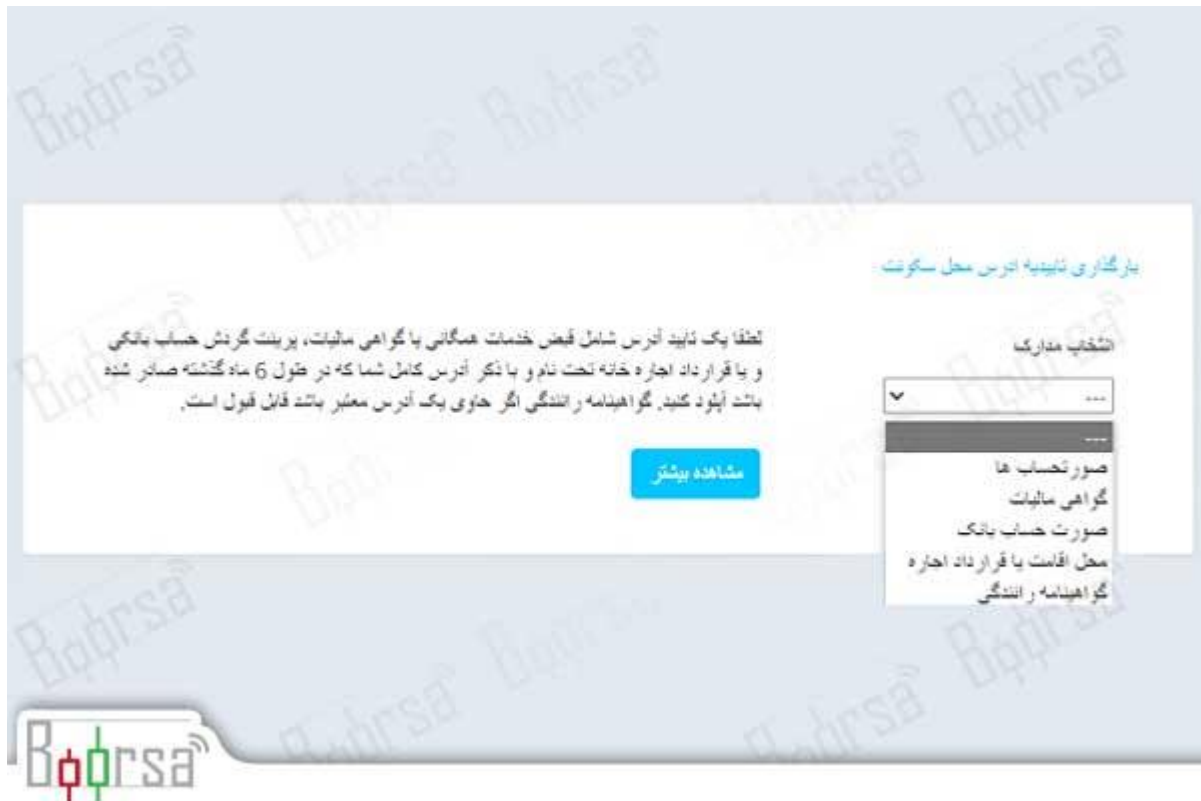 بارگذاری تاییدیه آدرس محل سکونت
انتخاب مدارک
---
---
صورتحساب ها
گواهی مالیات
صورت حساب بانک
محل اقامت یا قرارداد اجاره
گواهینامه رانندگی
لطفا یک تایید آدرس شامل قبض خدمات همگانی یا گواهی مالیات، پرینت گردش حساب بانکی
و یا قرارداد اجاره خانه تحت نام و با ذکر آدرس کامل شما که در طول 6 ماه گذشته صادر شده
باشد آپلود کنید. گواهینامه رانندگی اگر حاوی یک آدرس معتبر باشد قابل قبول است.
مشاهده بیشتر
Boorsa